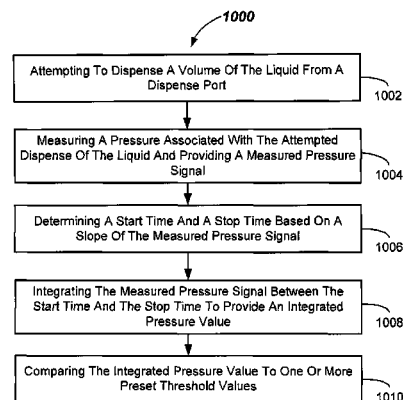 1000
Attempting To Dispense A Volume Of The Liquid From A
Dispense Port
1002
Measuring A Pressure Associated With The Attempted
Dispense Of The Liquid And Providing A Measured Pressure
Signal
1004
Determining A Start Time And A Stop Time Based On A
Slope Of The Measured Pressure Signal
1006
Integrating The Measured Pressure Signal Between The
Start Time And The Stop Time To Provide An Integrated
Pressure Value
1008
Comparing The Integrated Pressure Value To One Or More
Preset Threshold Values
1010